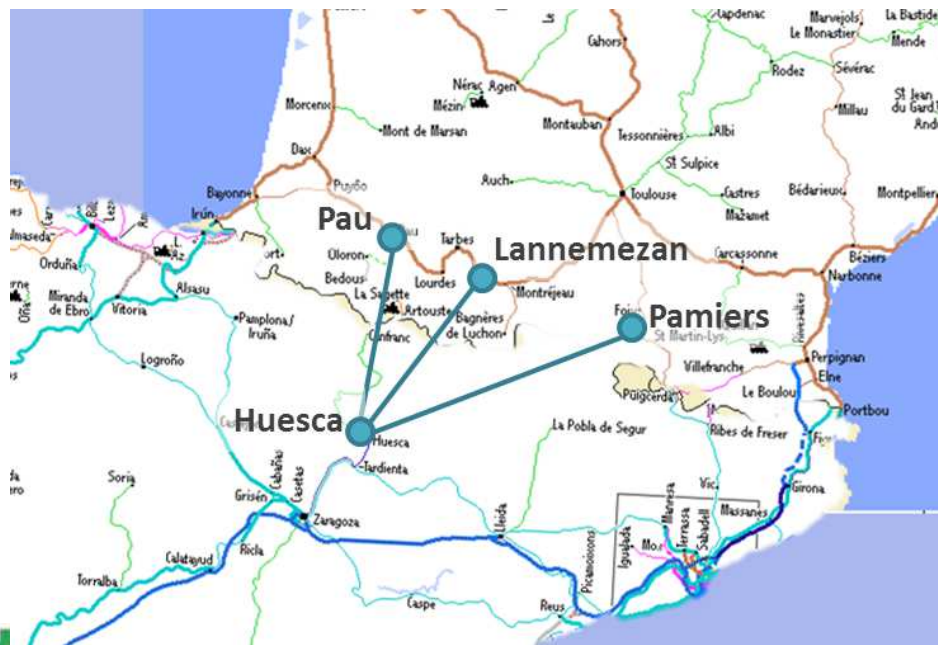 Capdenac
Marvejols
La Bastide
Le Monastier
Mende
Cahors
Rodez
Séverac
Nérac
Agen
Mézin
Morcenx
Montauban
Tessonnières
Albi
Millau
St Jean
du Gard
Mont de Marsan
Dax
St Sulpice
Auch
Toulouse
Castres
Mazamet
Bédarieux
Montpellier
Puyôo
Bayonne
Irún
Pau
Tarbes
Lannemezan
Carcassonne
Béziers
Narbonne
Oloron
Bedous
Lourdes
Montréjeau
Orduña
Miranda
de Ebro
Vitoria
Alsasu
La Sagette
Artouste
Bagnères
de Luchon
Pamiers
St Martin-Lys
Rivesaltes
Pamplona/
Iruña
Canfranc
Villefranche
Perpignan
Elne
Le Boulou
Logroño
Puigcerdà
Portbou
Huesca
Huesca
La Pobla de Segur
Ribes de Freser
Tardienta
Soria
Grisén
Cabañas
Casetas
Zaragoza
Vic
Girona
Lleida
Manresa
Terrassa
Sabadell
Massanes
Igualada
Calatayud
Ricla
Picamoixons
Torralba
Caspe
Reus